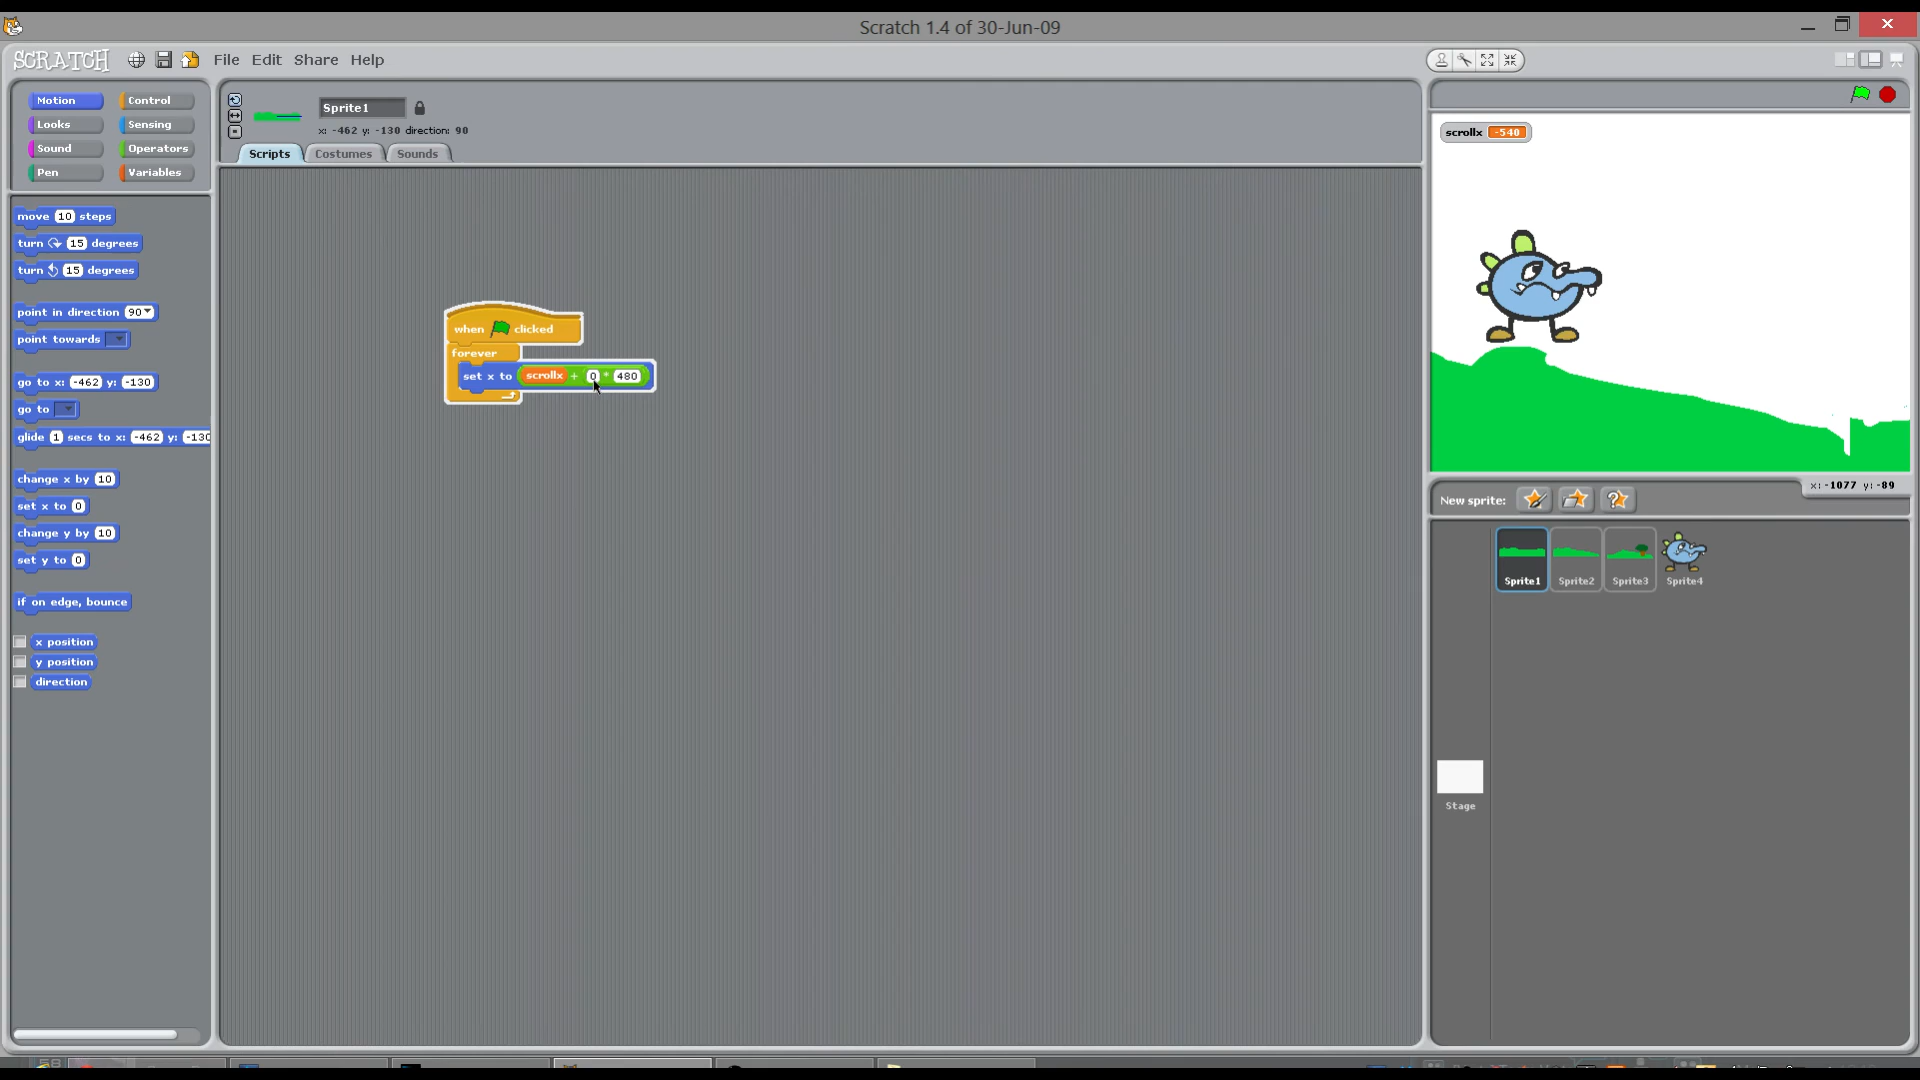 Scratch 1.4 of 30-Jun-09
SCRATCH File Edit Share Help
Motion Control
Looks Sensing
Sound Operators
Pen Variables
Sprite1
x: -462 y: -130 direction: 90
Scripts Costumes Sounds
move 10 steps
turn 15 degrees
turn 15 degrees
point in direction 90
point towards
go to x: -462 y: -130
go to
glide 1 secs to x: -462 y: -130
change x by 10
set x to 0
change y by 10
set y to 0
if on edge, bounce
x position
y position
direction
when clicked
forever
set x to scrollx + 0 * 480
scrollx -540
x: -1077 y: -89
New sprite:
Sprite1 Sprite2 Sprite3 Sprite4
Stage